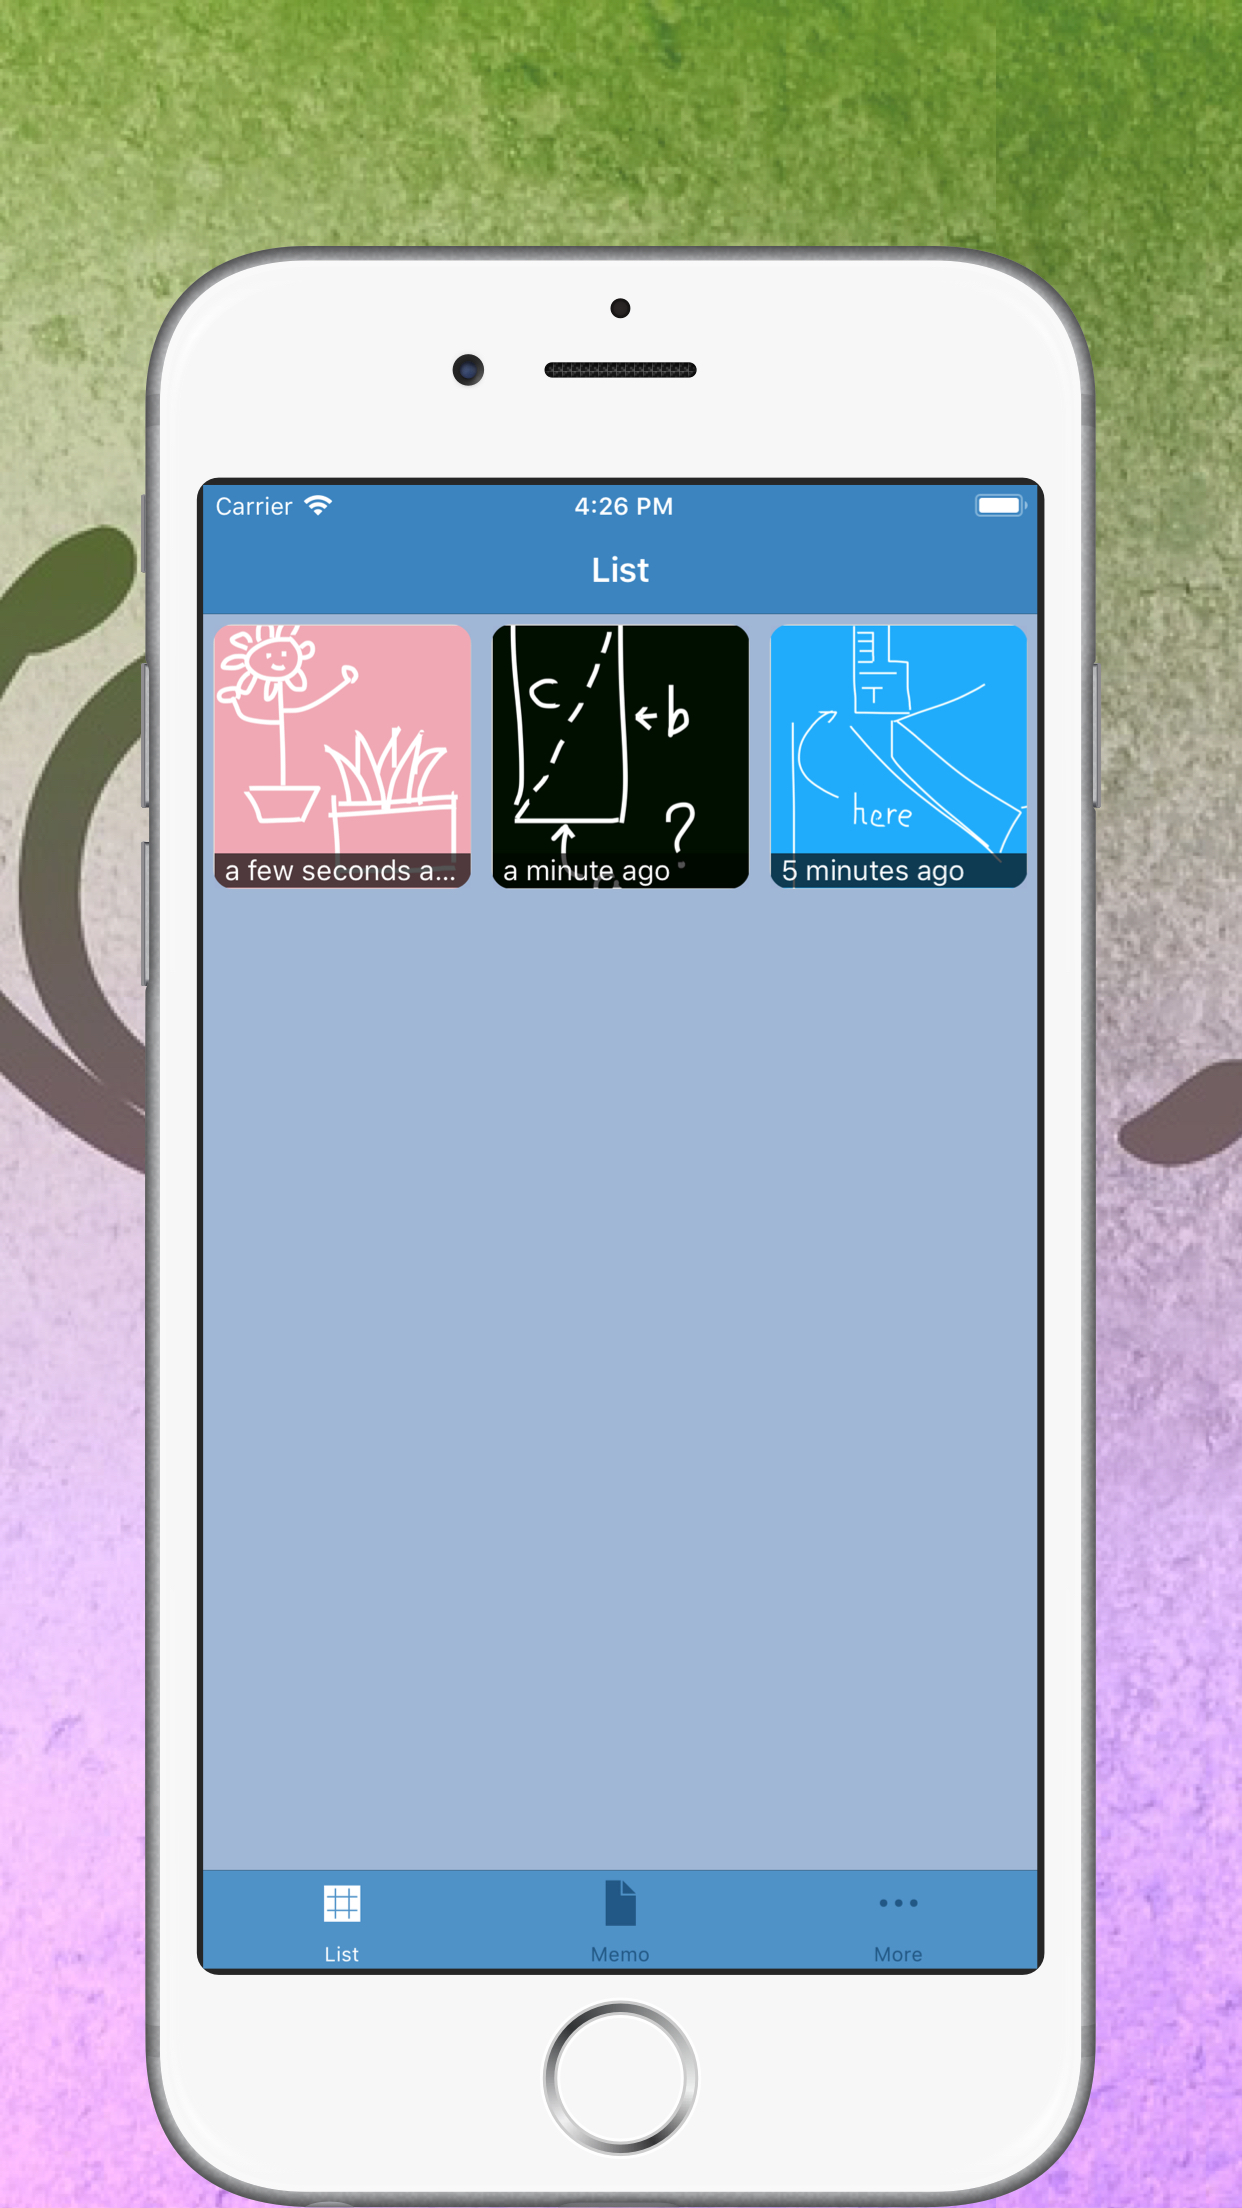 Carrier 4:26 PM
List
C
b
?
T
here
a few seconds a...
a minute ago
5 minutes ago
List
Memo
More